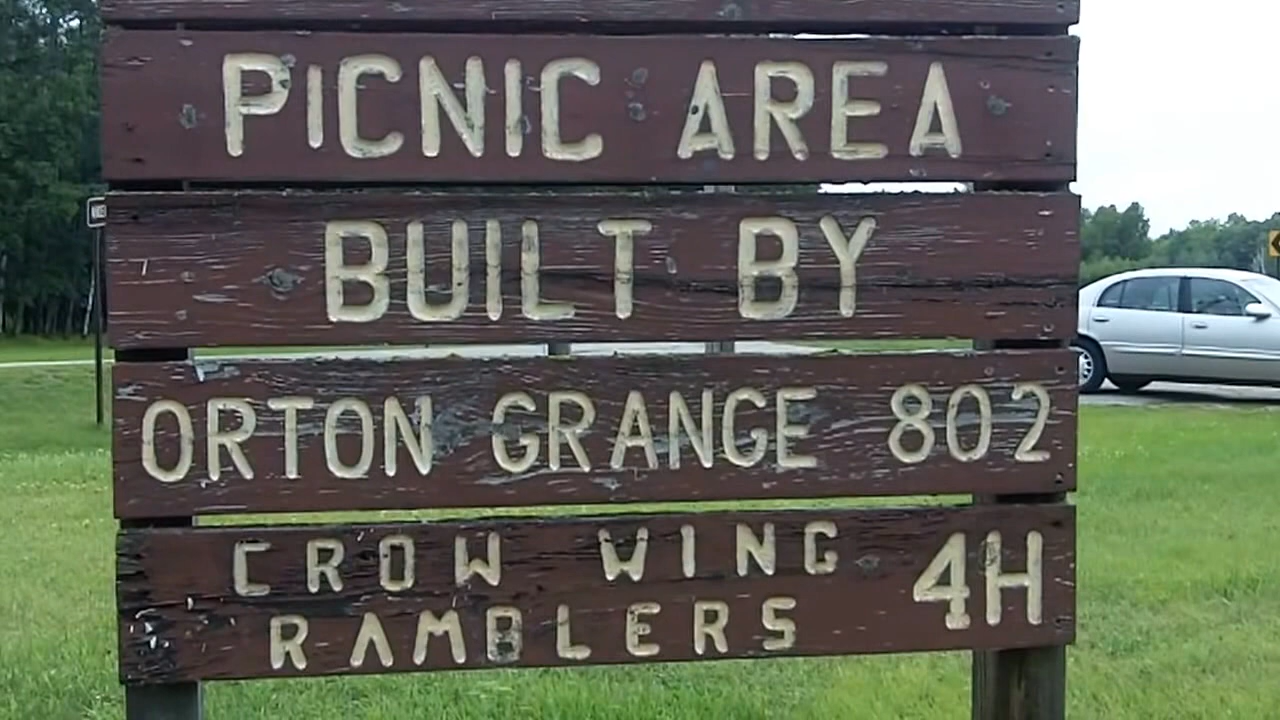 PICNIC AREA
BUILT BY
ORTON GRANGE 802
CROW WING
RAMBLERS 4H